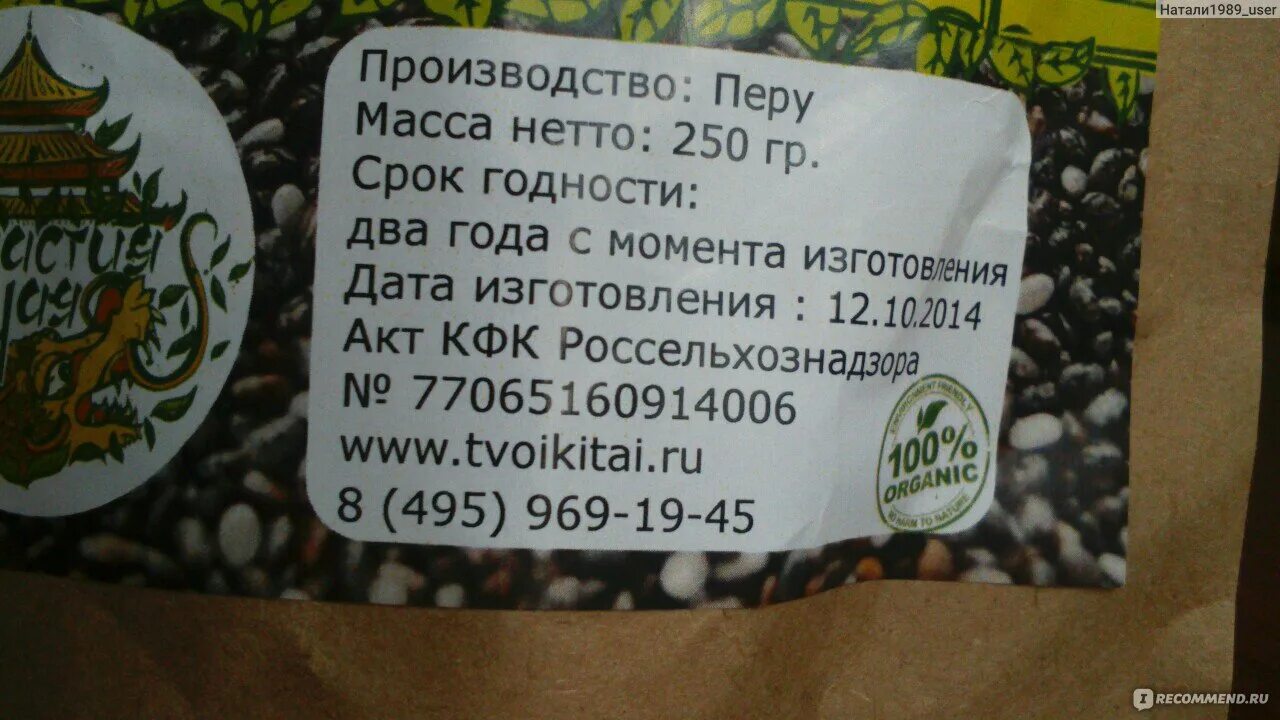 Натали1989_user
Производство: Перу
Масса нетто: 250 гр.
Срок годности:
два года с момента изготовления
Дата изготовления : 12.10.2014
Акт КФК Россельхознадзора
№ 77065160914006
www.tvoikitai.ru
8 (495) 969-19-45
100%
ORGANIC
RECOMMEND.RU